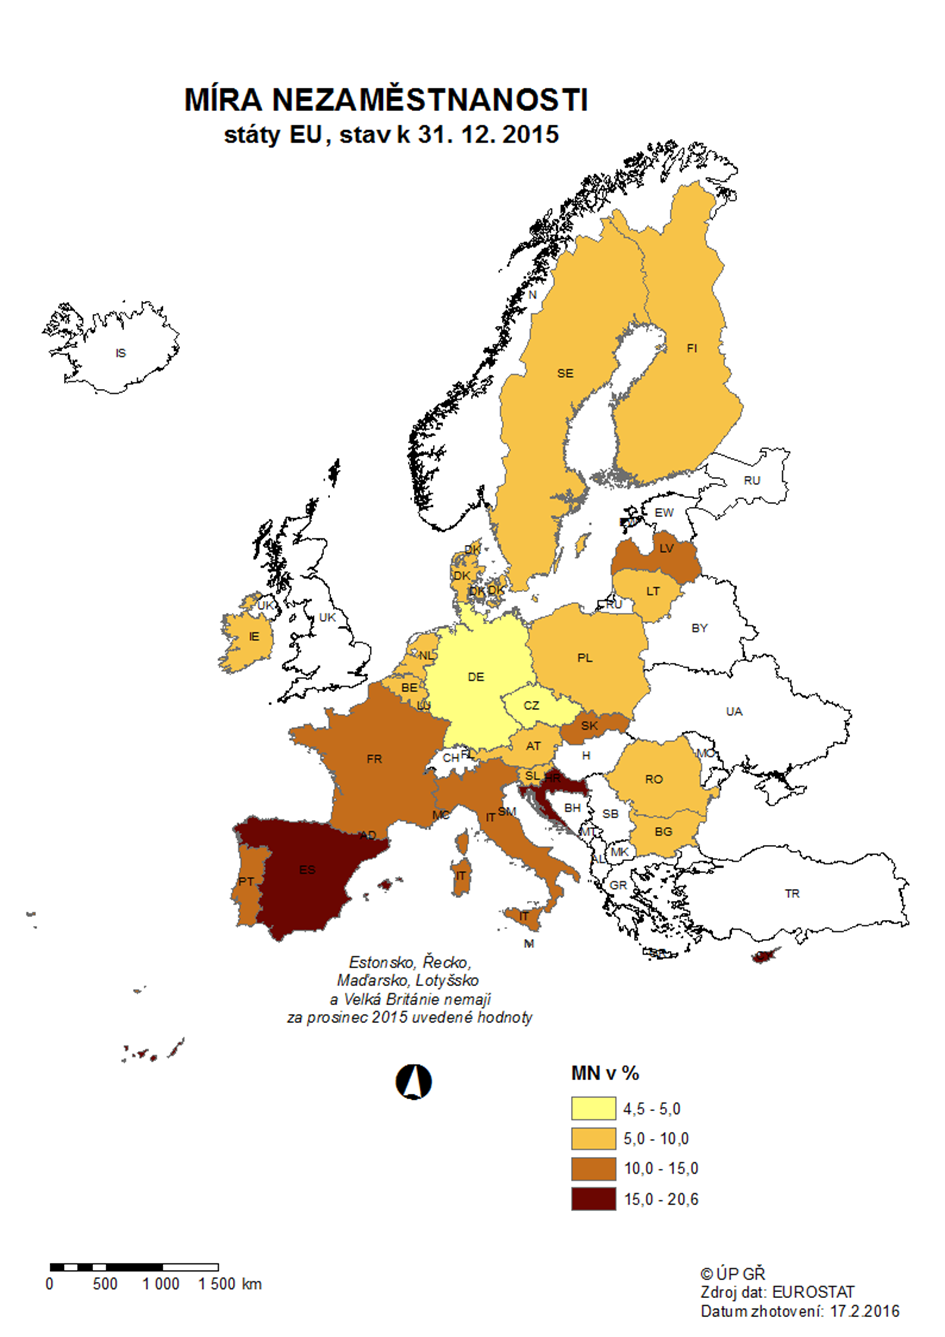 MÍRA NEZAMĚSTNANOSTI
státy EU, stav k 31. 12. 2015
N
IS
SE
FI
RU
EW
LV
DK
DK
DK
DK
LT
RU
UK
UK
IE
BY
NL
PL
DE
BE
LU
CZ
UA
SK
FR
CH
FL
AT
H
MO
SL
HR
RO
BH
SB
MC
IT
SM
BG
AD
MT
MK
AL
ES
PT
IT
GR
TR
IT
M
Estonsko, Řecko,
Maďarsko, Lotyšsko
a Velká Británie nemají
za prosinec 2015 uvedené hodnoty
MN v %
4,5 - 5,0
5,0 - 10,0
10,0 - 15,0
15,0 - 20,6
0 500 1 000 1 500 km
© ÚP GŘ
Zdroj dat: EUROSTAT
Datum zhotovení: 17.2.2016